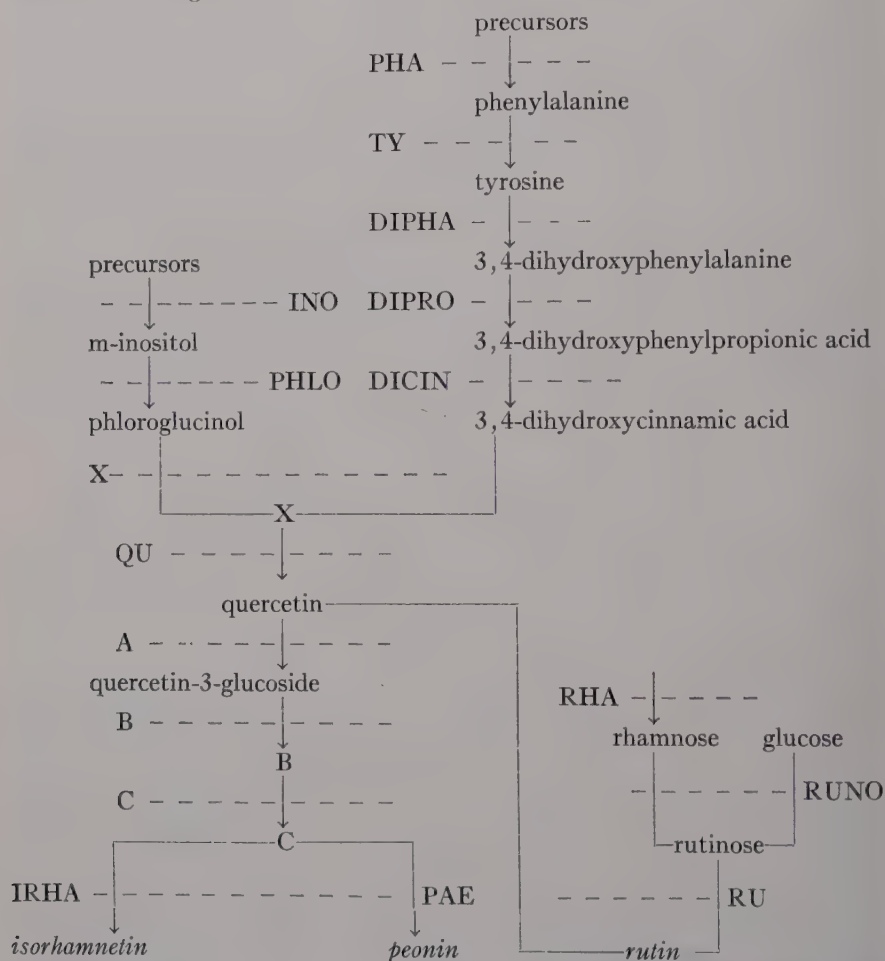 precursors
PHA
phenylalanine
TY
tyrosine
DIPHA
precursors
3,4-dihydroxyphenylalanine
INO DIPRO
m-inositol
3,4-dihydroxyphenylpropionic acid
PHLO DICIN
phloroglucinol
3,4-dihydroxycinnamic acid
X
X
QU
quercetin
A
quercetin-3-glucoside
RHA
B
rhamnose glucose
B
C
RUNO
C
rutinose
IRHA
PAE
RU
isorhamnetin
peonin
rutin